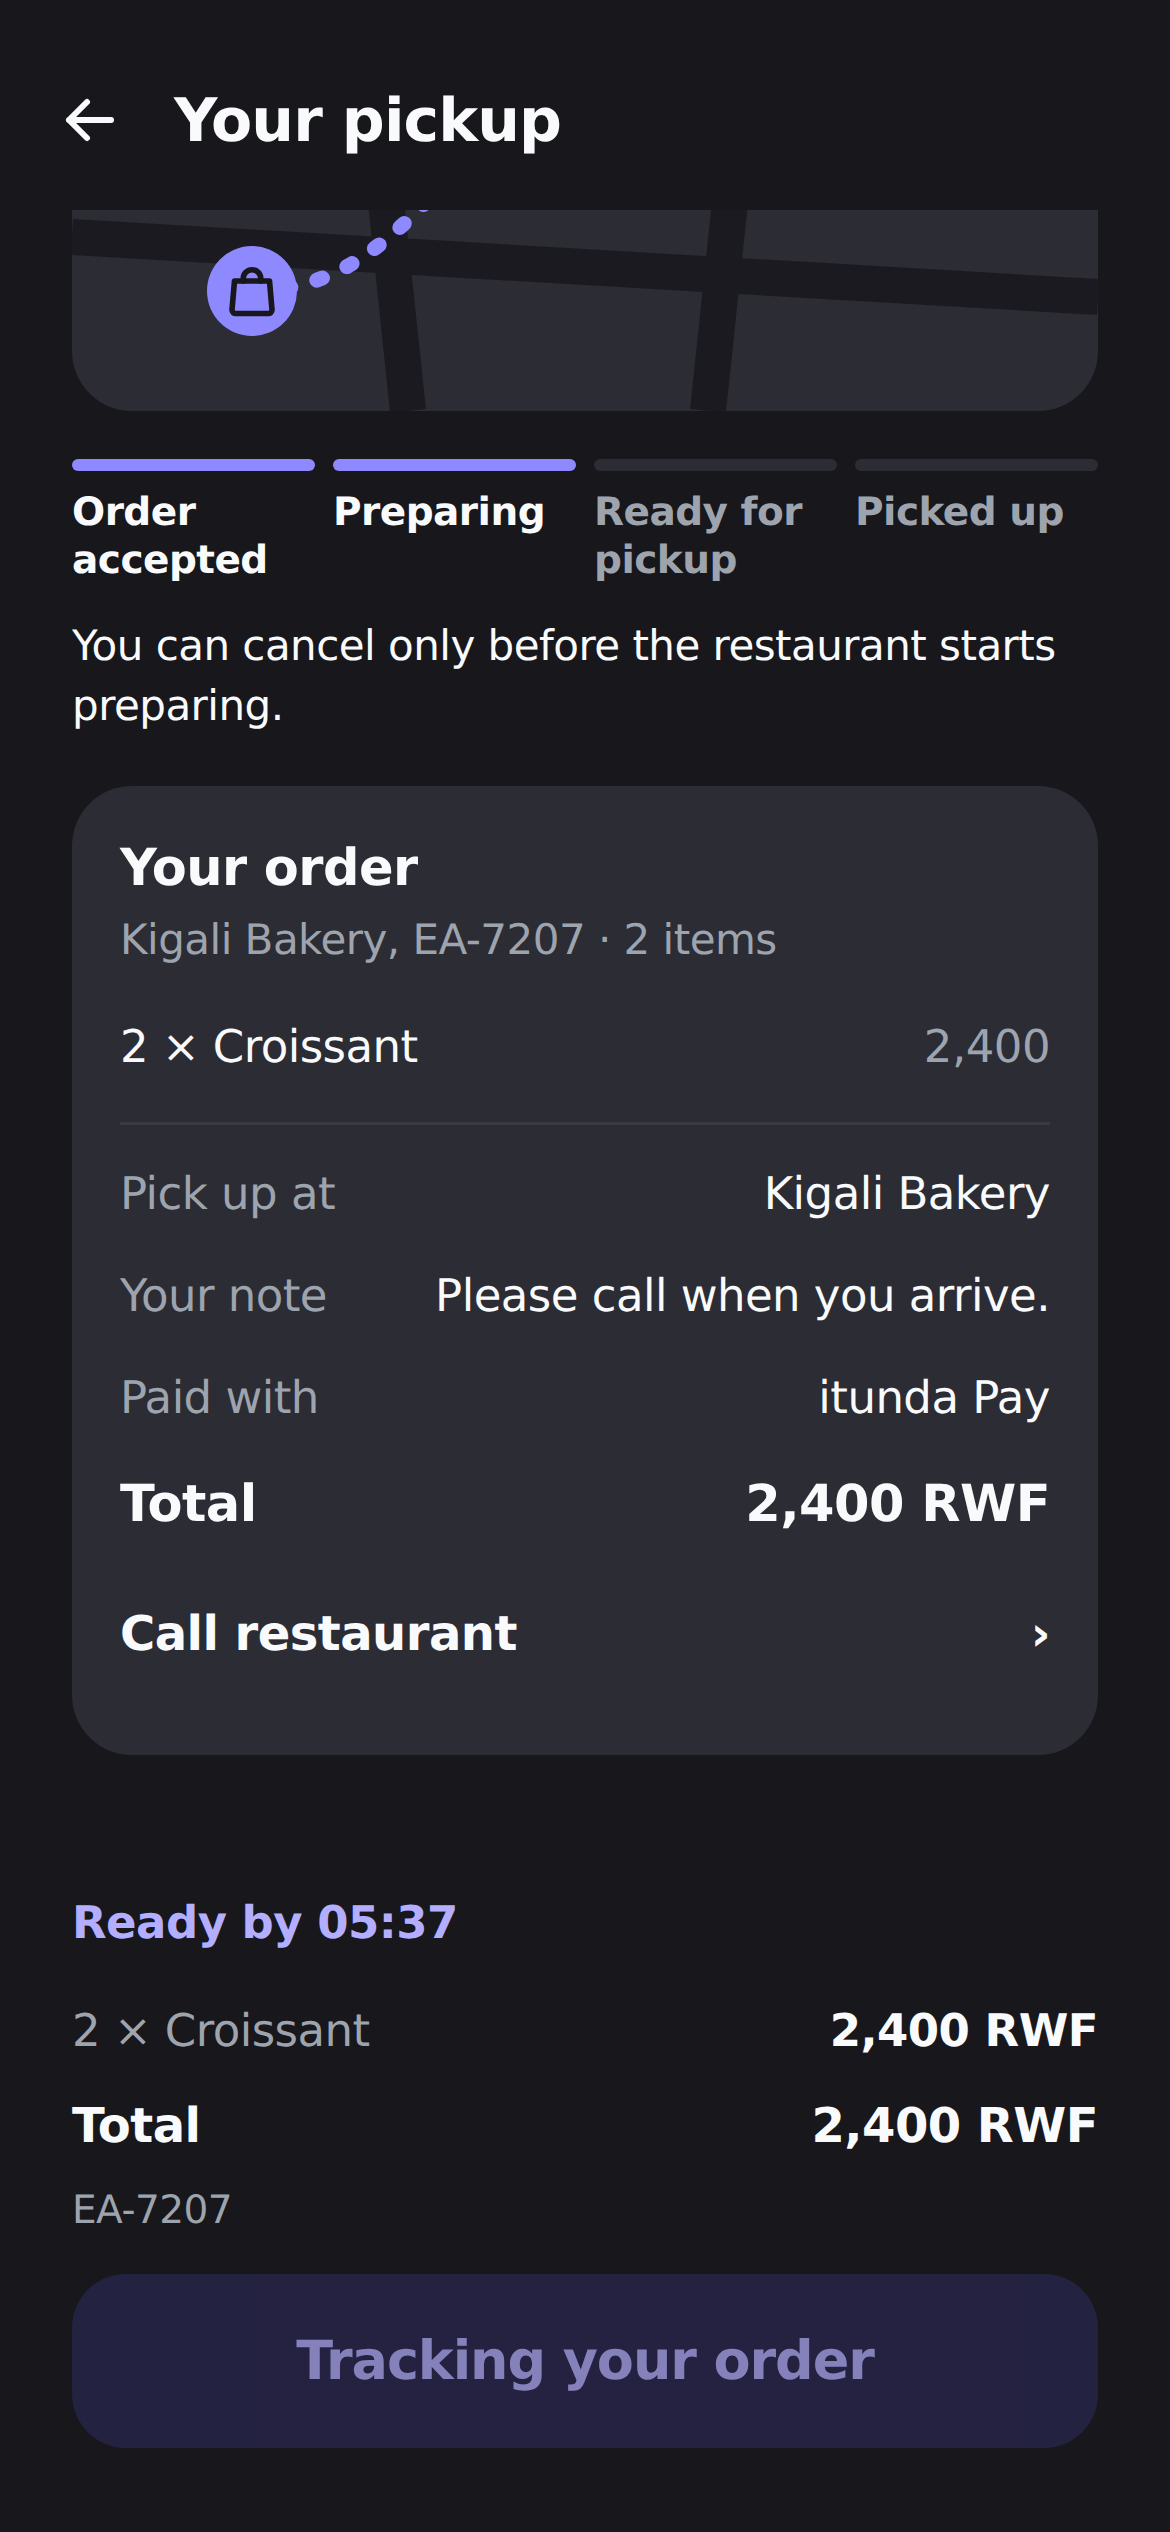 Your pickup
Order accepted
Preparing
Ready for pickup
Picked up
You can cancel only before the restaurant starts
preparing.
Your order
Kigali Bakery, EA-7207 · 2 items
2 × Croissant 2,400
Pick up at Kigali Bakery
Your note Please call when you arrive.
Paid with itunda Pay
Total 2,400 RWF
Call restaurant ›
Ready by 05:37
2 × Croissant 2,400 RWF
Total 2,400 RWF
EA-7207
Tracking your order